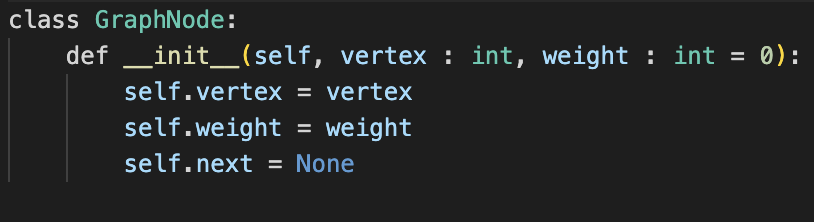 class GraphNode:
    def __init__(self, vertex : int, weight : int = 0):
        self.vertex = vertex
        self.weight = weight
        self.next = None